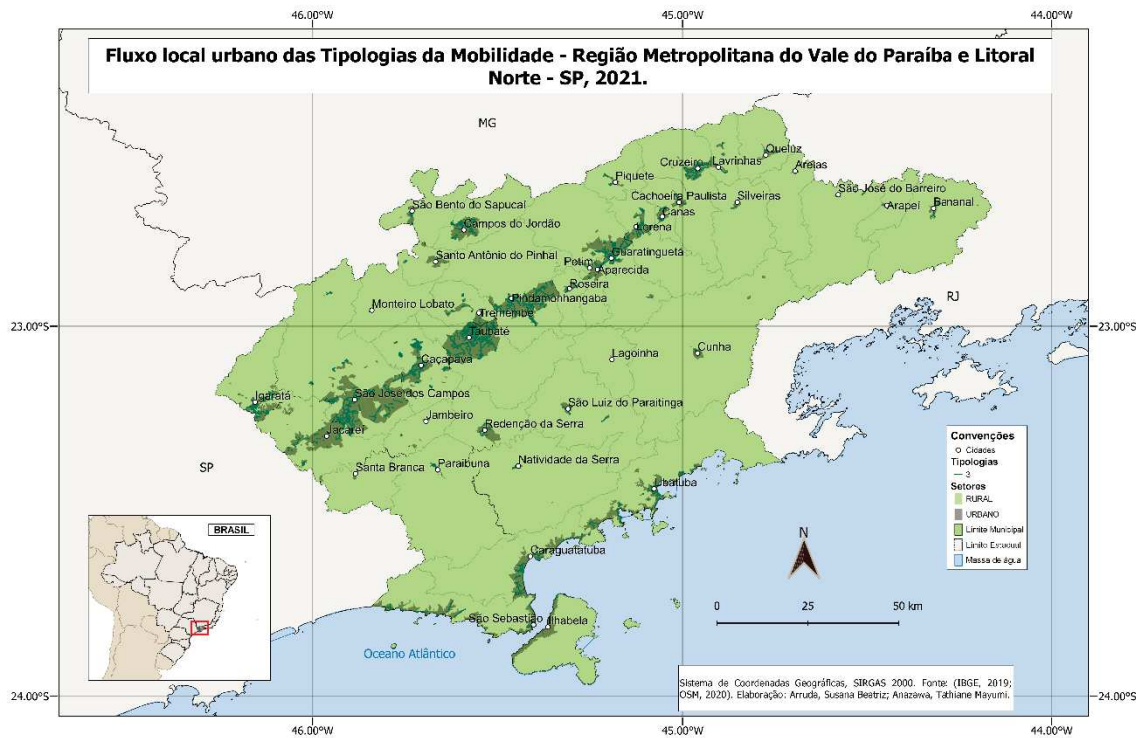 46.00°W
45.00°W
44.00°W
Fluxo local urbano das Tipologias da Mobilidade - Região Metropolitana do Vale do Paraíba e Litoral
Norte - SP, 2021.
MG
Queluz
Cruzeiro
Lavrinhas
Areias
Piquete
São José do Barreiro
Cachoeira Paulista
Silveiras
Arapeí
Bananal
São Bento do Sapucaí
Canas
Campos do Jordão
Lorena
Guaratinguetá
Santo Antônio do Pinhal
Potim
Aparecida
Roseira
Monteiro Lobato
Pindamonhangaba
RJ
Tremembé
23.00°S
23.00°S
Taubaté
Cunha
Lagoinha
Caçapava
Igaratá
São José dos Campos
São Luiz do Paraitinga
Jambeiro
Redenção da Serra
Jacareí
Convenções
Cidades
Tipologias
3
Setores
RURAL
URBANO
Limite Municipal
Limite Estadual
Massa de água
SP
Santa Branca
Paraibuna
Natividade da Serra
Ubatuba
BRASIL
N
Caraguatatuba
0
25
50 km
São Sebastião
Ilhabela
Oceano Atlântico
Sistema de Coordenadas Geográficas, SIRGAS 2000. Fonte: (IBGE, 2019;
OSM, 2020). Elaboração: Arruda, Susana Beatriz; Anazawa, Tathiane Mayumi.
24.00°S
24.00°S
46.00°W
45.00°W
44.00°W